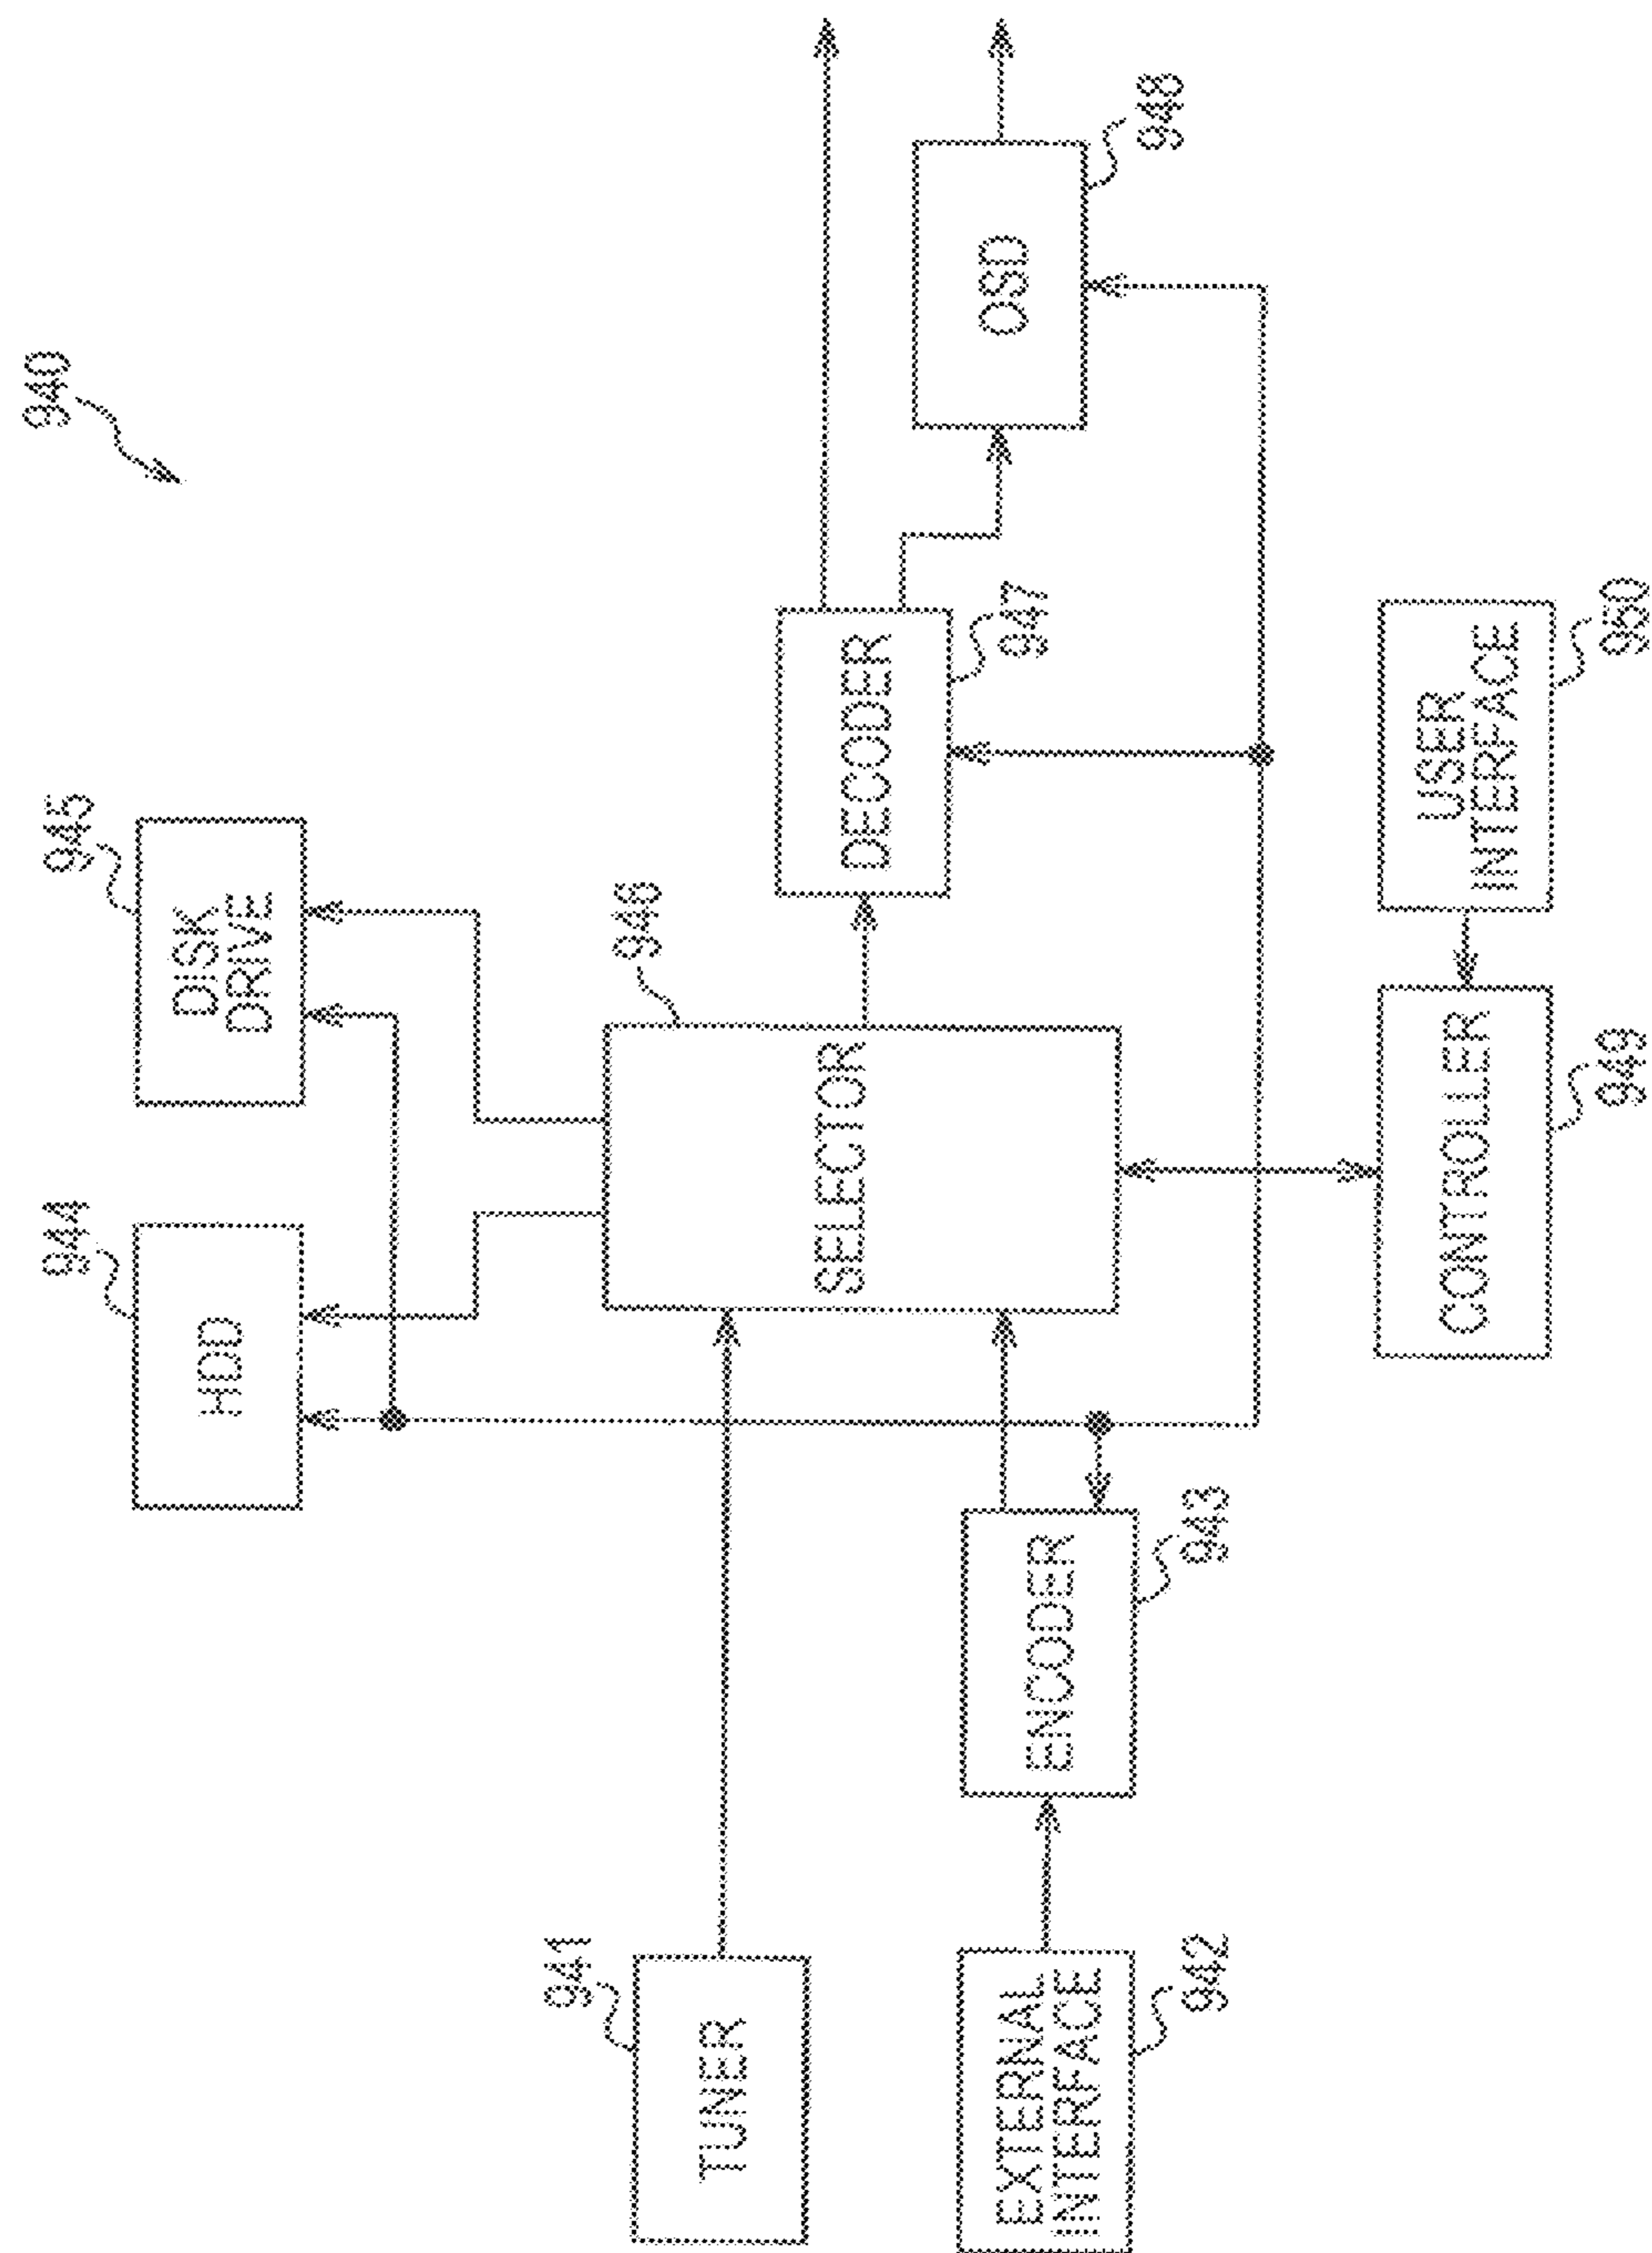 940
944
945
HDD
DISK
DRIVE
946
941
TUNER
SELECTOR
DECODER
947
OSD
948
EXTERNAL
INTERFACE
942
ENCODER
943
CONTROLLER
949
USER
INTERFACE
950